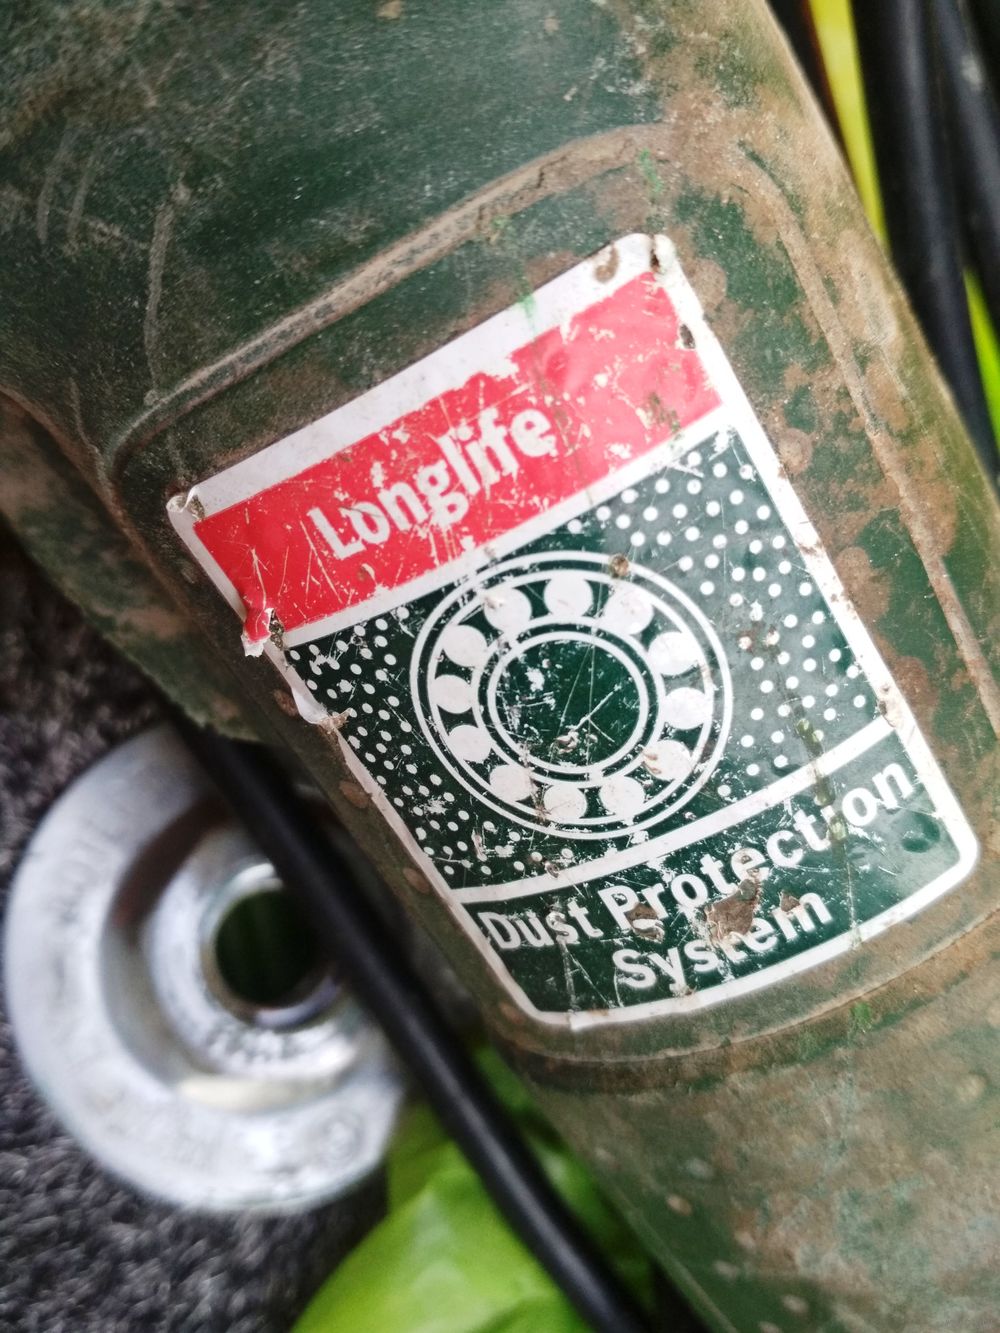 Longlife
Dust Protection
System